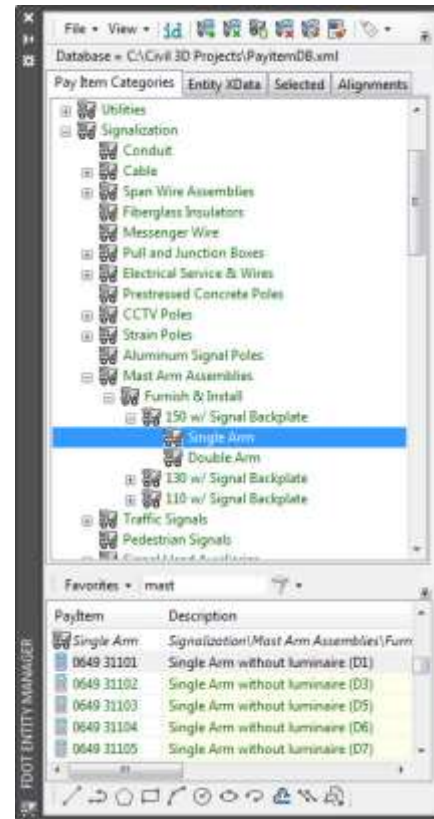 File View id
Database = C:\Civil 3D Projects\PayitemDB.xml
Pay Item Categories Entity XData Selected Alignments
Utilities
Signalization
Conduit
Cable
Span Wire Assemblies
Fiberglass Insulators
Messenger Wire
Pull and Junction Boxes
Electrical Service & Wires
Prestressed Concrete Poles
CCTV Poles
Strain Poles
Aluminum Signal Poles
Mast Arm Assemblies
Furnish & Install
150 w/ Signal Backplate
Single Arm
Double Arm
130 w/ Signal Backplate
110 w/ Signal Backplate
Traffic Signals
Pedestrian Signals
Favorites mast
PayItem Description
Single Arm Signalization\Mast Arm Assemblies\Furn
0649 31101 Single Arm without luminaire (D1)
0649 31102 Single Arm without luminaire (D3)
0649 31103 Single Arm without luminaire (D5)
0649 31104 Single Arm without luminaire (D6)
0649 31105 Single Arm without luminaire (D7)
FDOT ENTITY MANAGER